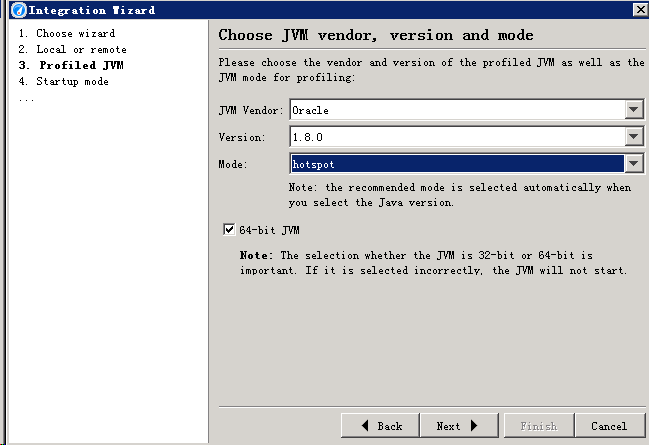 Integration Wizard
1. Choose wizard
2. Local or remote
3. Profiled JVM
4. Startup mode
...
Choose JVM vendor, version and mode
Please choose the vendor and version of the profiled JVM as well as the
JVM mode for profiling:
JVM Vendor: Oracle
Version: 1.8.0
Mode: hotspot
Note: the recommended mode is selected automatically when
you select the Java version.
64-bit JVM
Note: The selection whether the JVM is 32-bit or 64-bit is
important. If it is selected incorrectly, the JVM will not start.
Back Next Finish Cancel